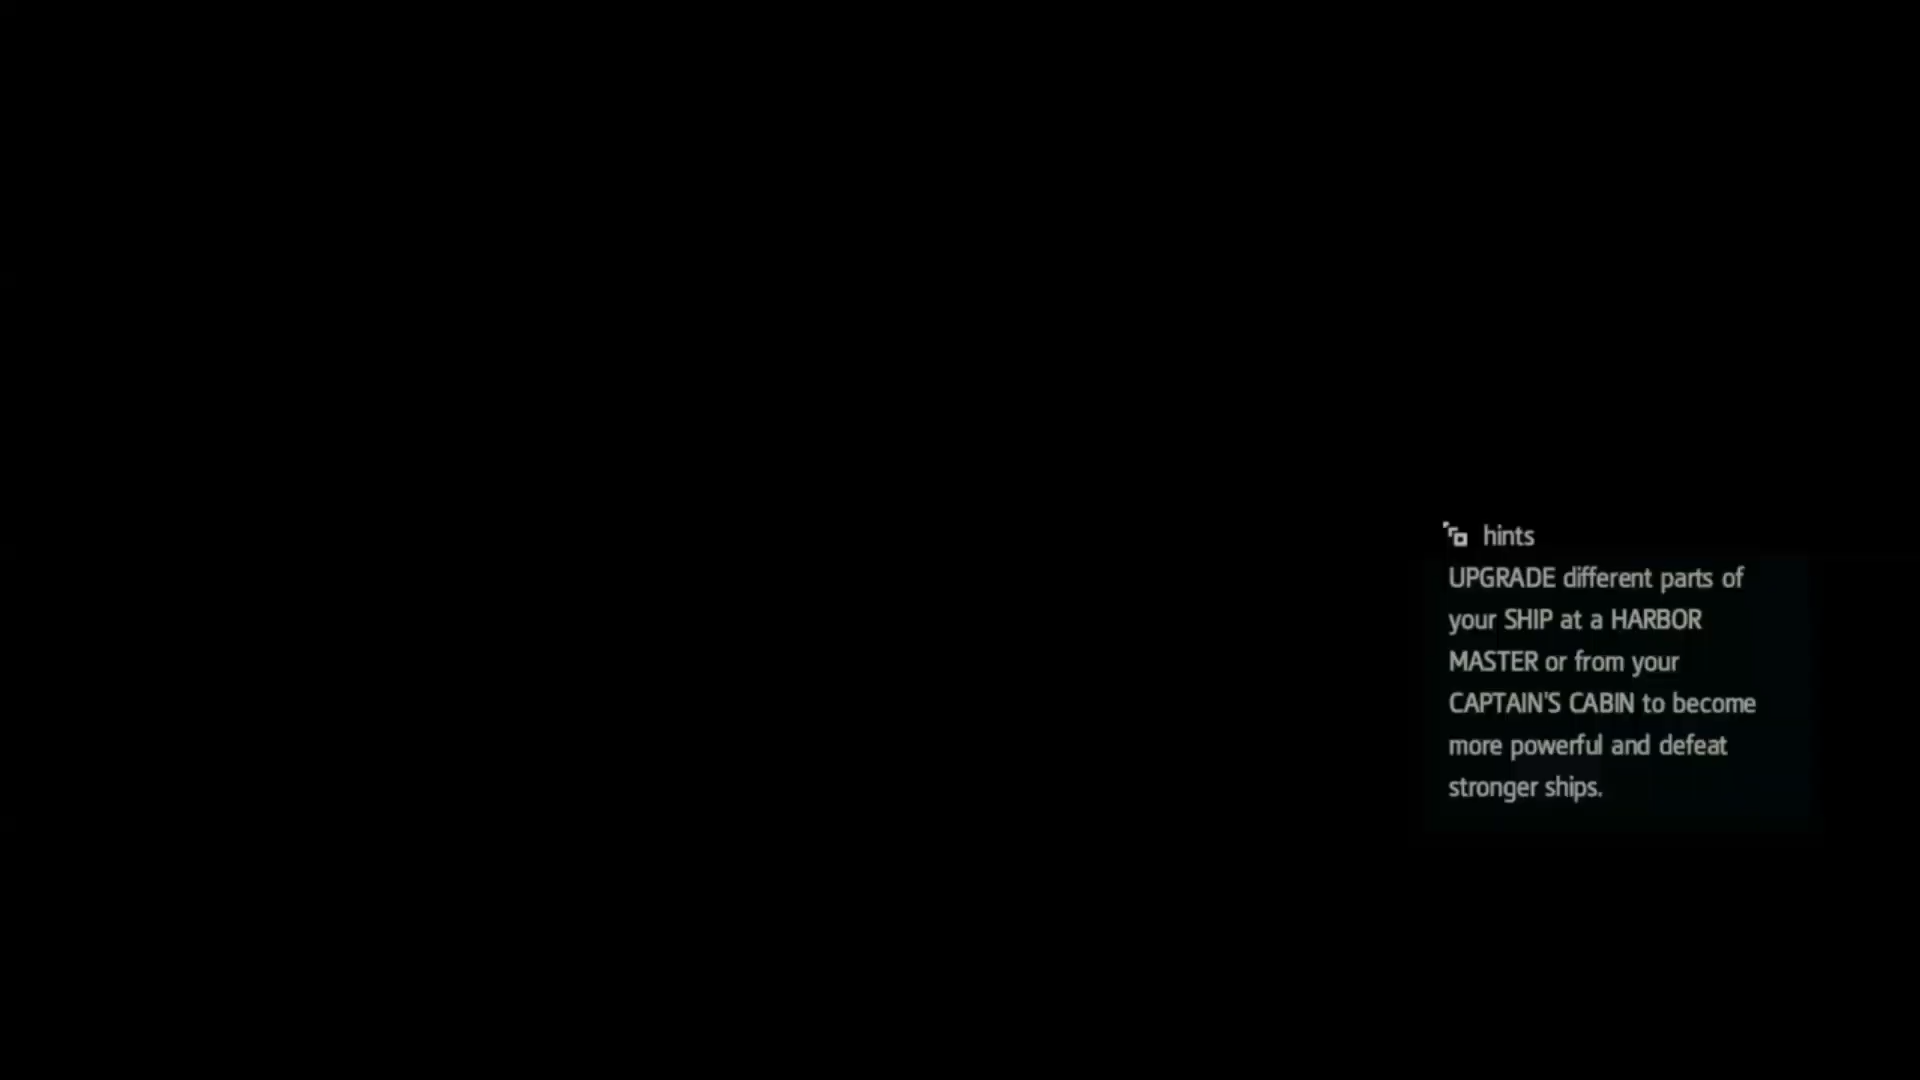 hints
UPGRADE different parts of
your SHIP at a HARBOR
MASTER or from your
CAPTAIN'S CABIN to become
more powerful and defeat
stronger ships.